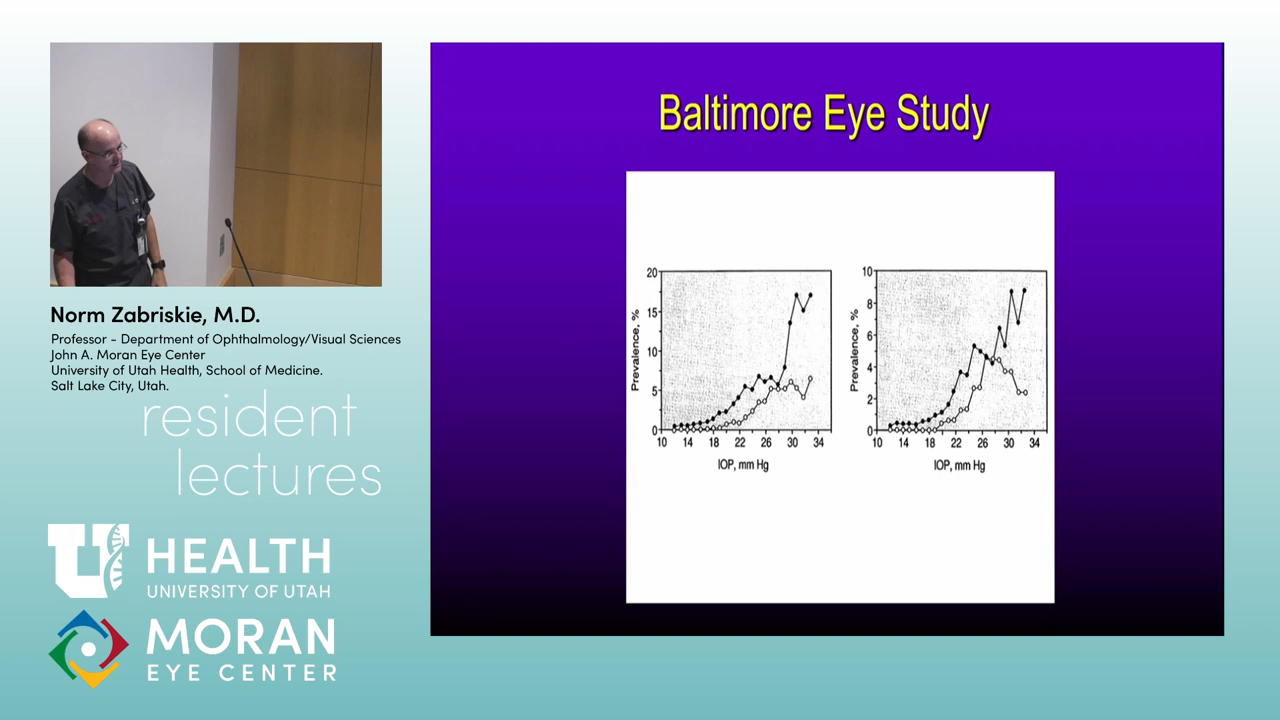 Baltimore Eye Study
20
15
10
5
0
Prevalence, %
10 14 18 22 26 30 34
IOP, mm Hg
10
8
6
4
2
0
Prevalence, %
10 14 18 22 26 30 34
IOP, mm Hg
Norm Zabriskie, M.D.
Professor - Department of Ophthalmology/Visual Sciences
John A. Moran Eye Center
University of Utah Health, School of Medicine.
Salt Lake City, Utah.
resident
lectures
U HEALTH
UNIVERSITY OF UTAH
MORAN
EYE CENTER